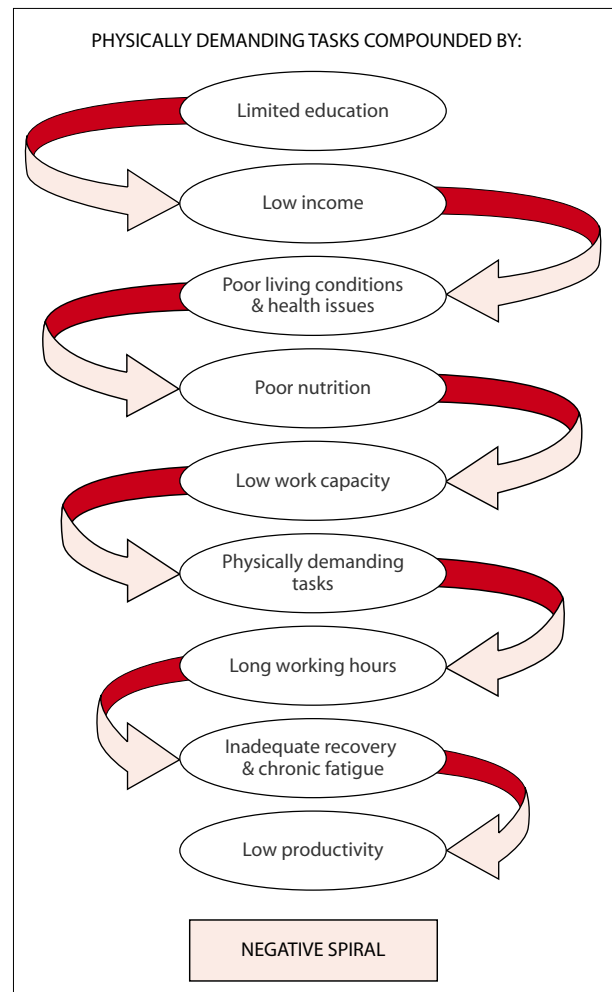 PHYSICALLY DEMANDING TASKS COMPOUNDED BY:
Limited education
Low income
Poor living conditions
& health issues
Poor nutrition
Low work capacity
Physically demanding
tasks
Long working hours
Inadequate recovery
& chronic fatigue
Low productivity
NEGATIVE SPIRAL